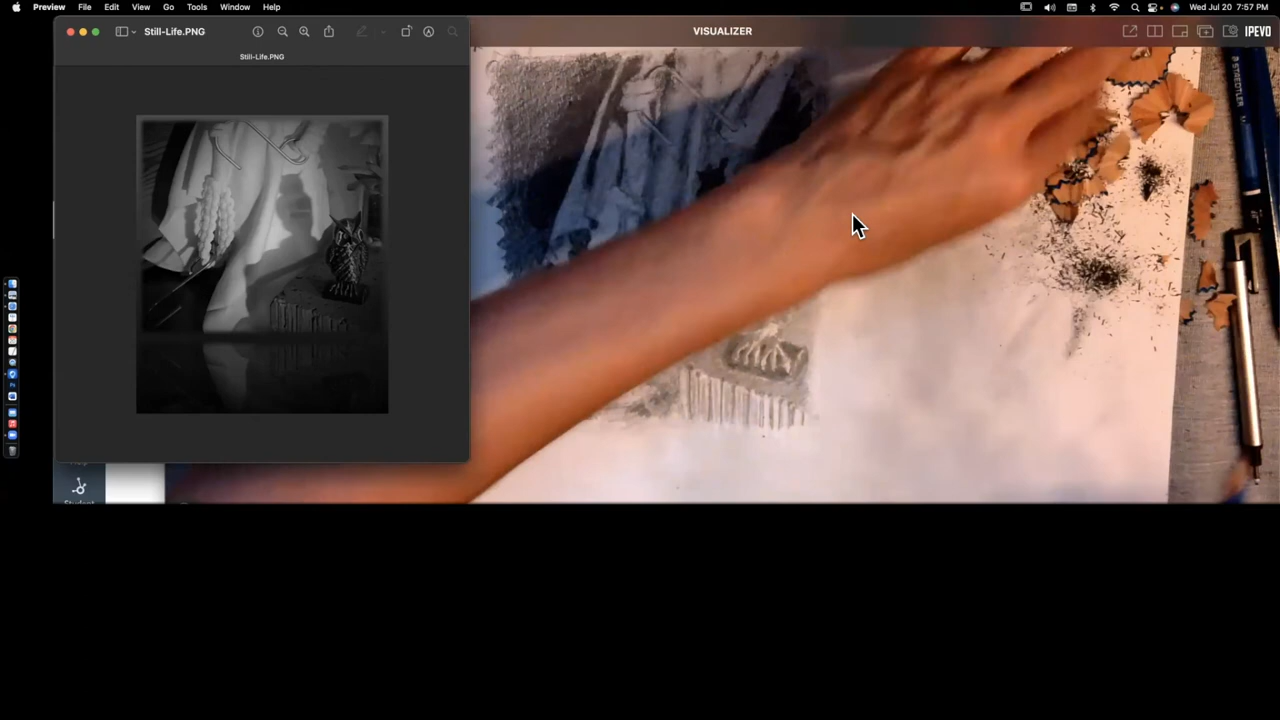 Preview File Edit View Go Tools Window Help
Wed Jul 20 7:57 PM
Still-Life.PNG
VISUALIZER
IPEVO
Still-Life.PNG
STAEDTLER